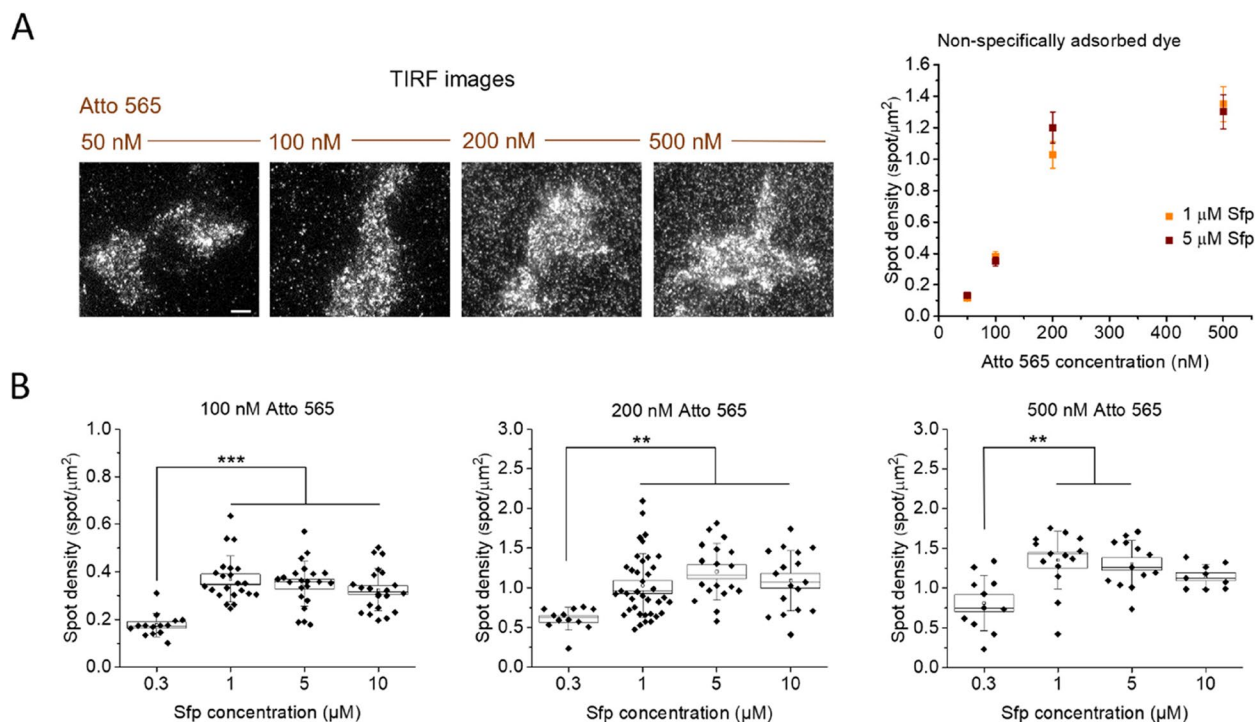 A
TIRF images
Atto 565
50 nM
100 nM
200 nM
500 nM
Non-specifically adsorbed dye
Spot density (spot/μm²)
1.6
1.4
1.2
1.0
0.8
0.6
0.4
0.2
0.0
0 100 200 300 400 500
1 μM Sfp
5 μM Sfp
Atto 565 concentration (nM)
B
100 nM Atto 565
Spot density (spot/μm²)
1.0
0.8
0.6
0.4
0.2
0.0
***
0.3 1 5 10
Sfp concentration (μM)
200 nM Atto 565
Spot density (spot/μm²)
3.0
2.5
2.0
1.5
1.0
0.5
0.0
**
0.3 1 5 10
Sfp concentration (μM)
500 nM Atto 565
Spot density (spot/μm²)
3.0
2.5
2.0
1.5
1.0
0.5
0.0
**
0.3 1 5 10
Sfp concentration (μM)